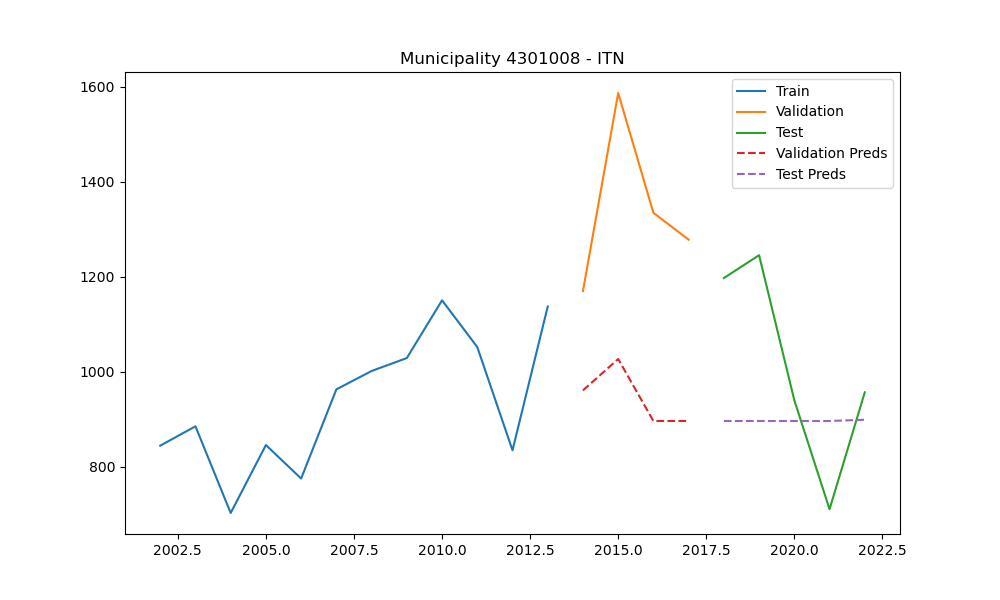 Municipality 4301008 - ITN
1600
1400
1200
1000
800
Train
Validation
Test
Validation Preds
Test Preds
2002.5 2005.0 2007.5 2010.0 2012.5 2015.0 2017.5 2020.0 2022.5